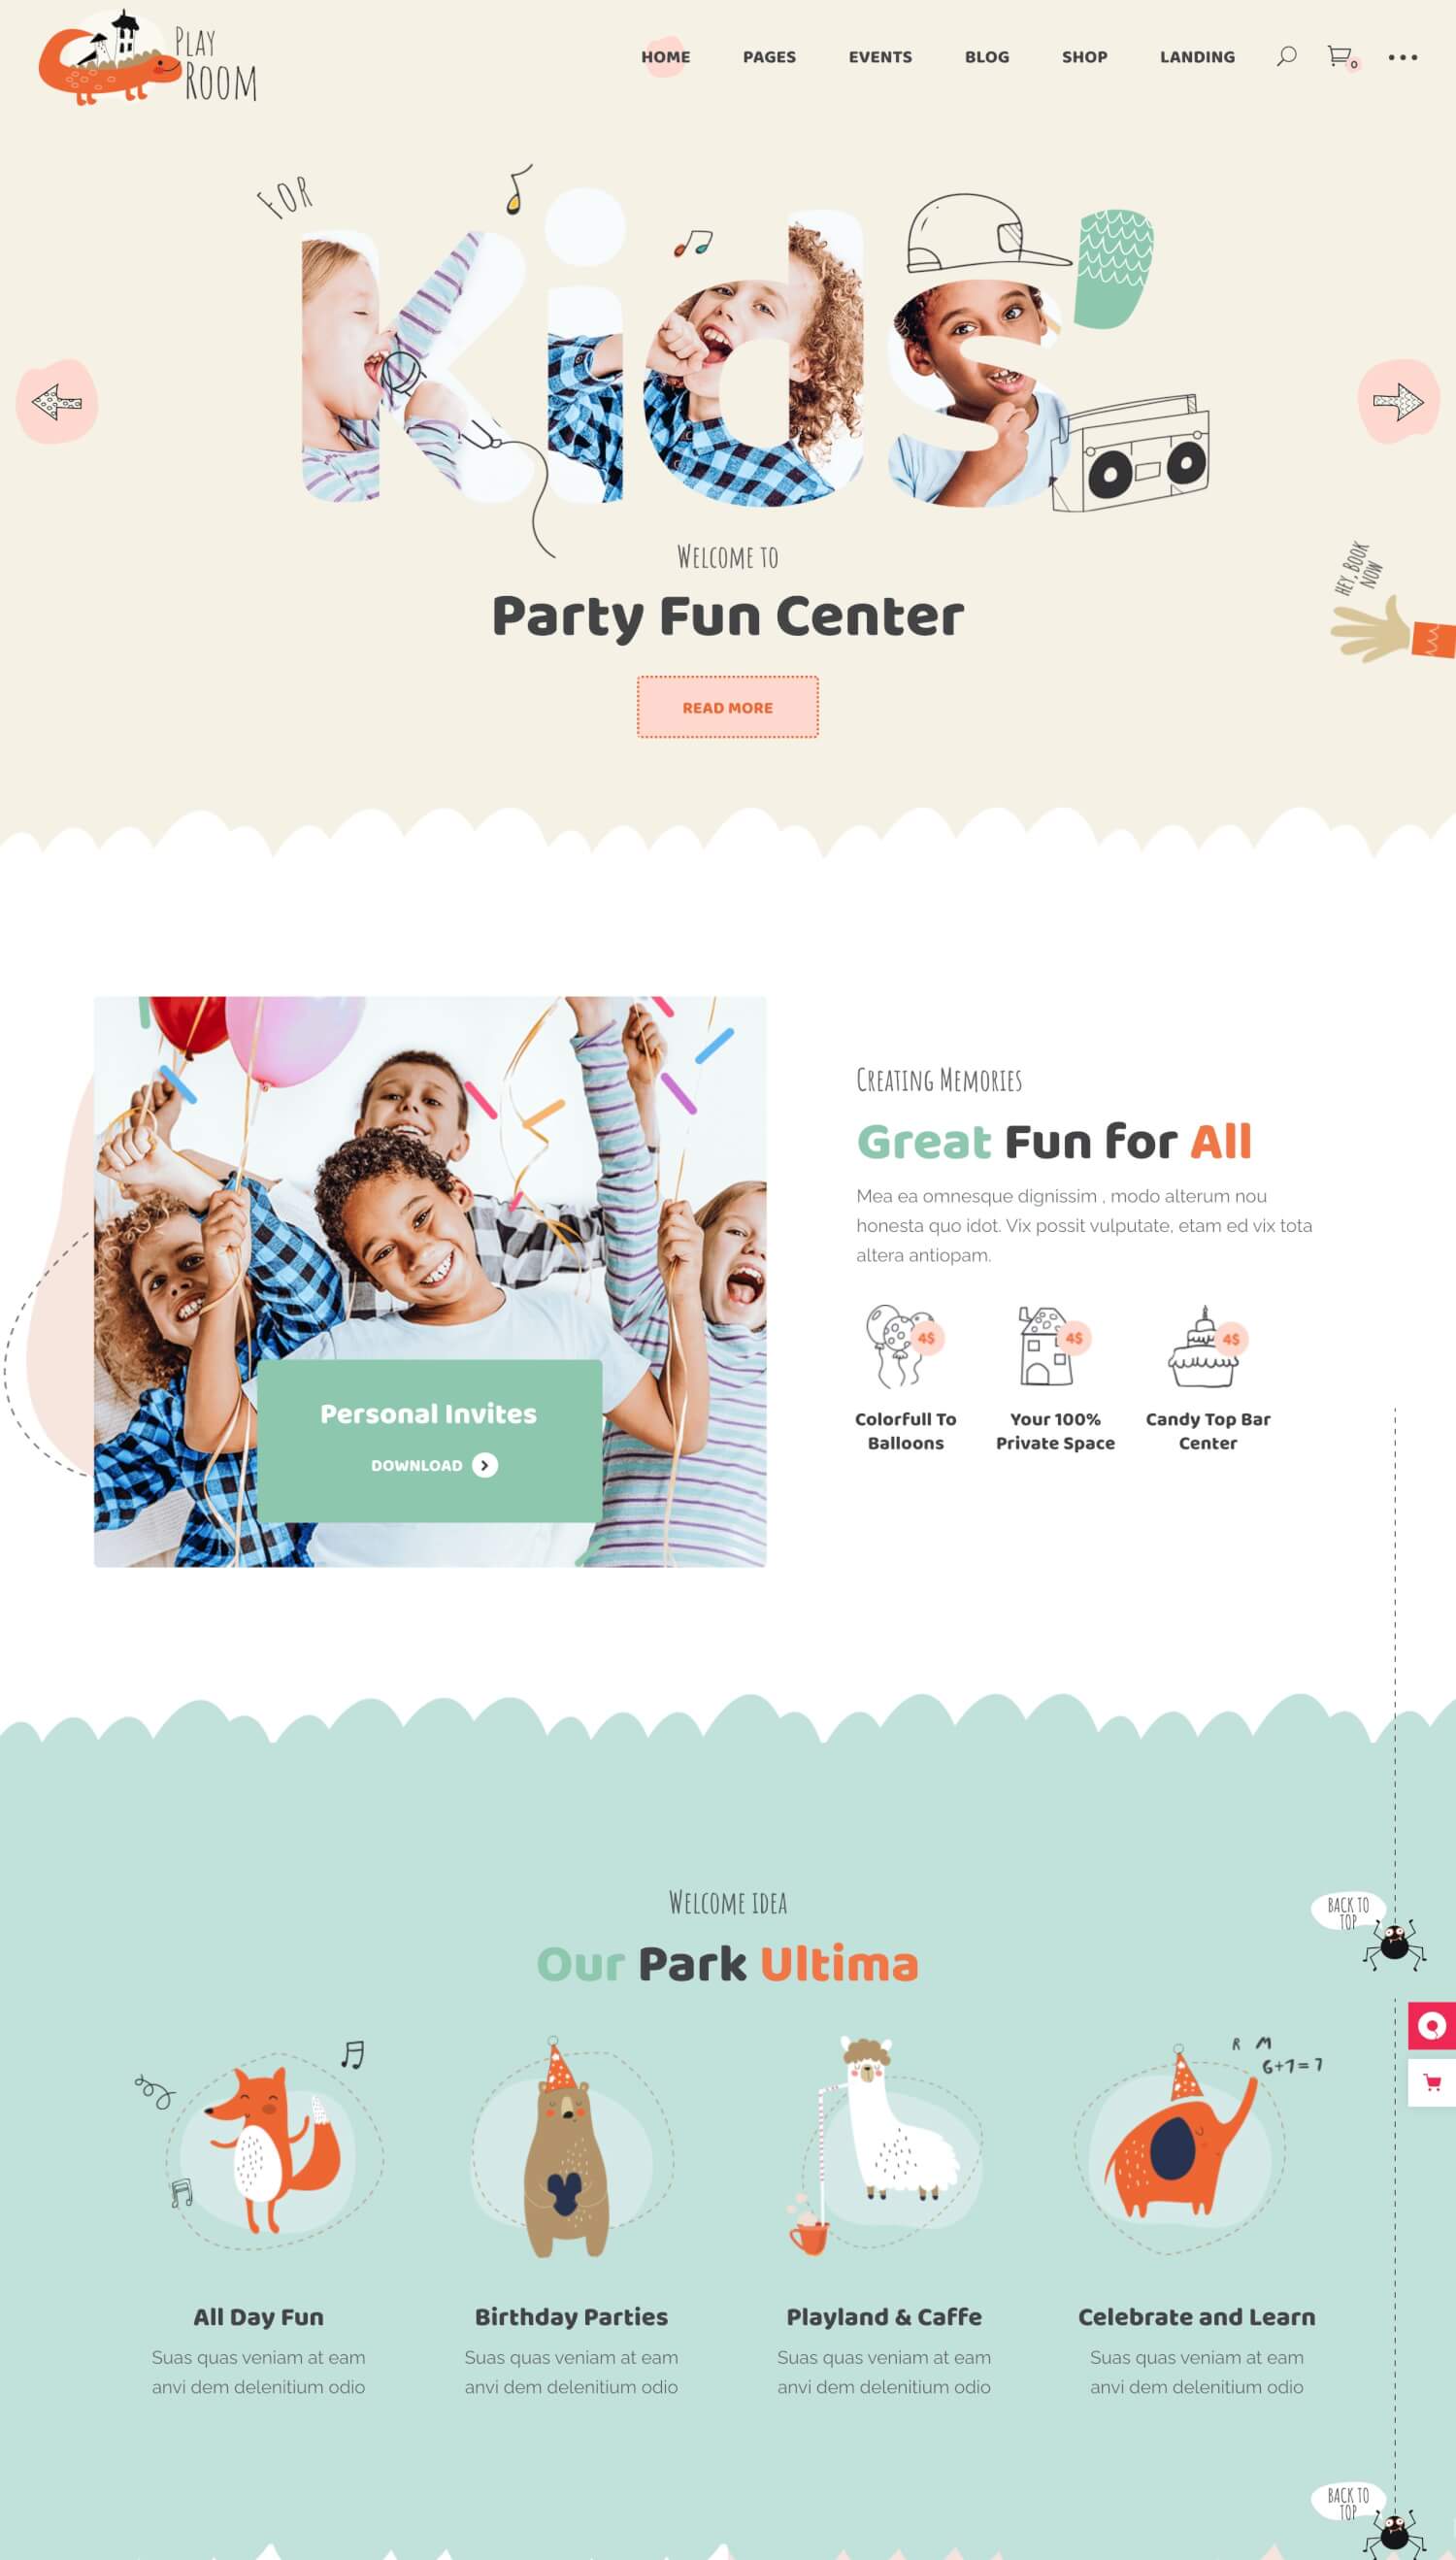 PLAY
ROOM
HOME
PAGES
EVENTS
BLOG
SHOP
LANDING
0
FOR
Kids'
HEY, BOOK
NOW
WELCOME TO
Party Fun Center
READ MORE
CREATING MEMORIES
Great Fun for All
Mea ea omnesque dignissim , modo alterum nou
honesta quo idot. Vix possit vulputate, etam ed vix tota
altera antiopam.
4$
4$
4$
Colorfull To
Balloons
Your 100%
Private Space
Candy Top Bar
Center
Personal Invites
DOWNLOAD
WELCOME IDEA
Our Park Ultima
BACK TO
TOP
R M
6+1=7
All Day Fun
Suas quas veniam at eam
anvi dem delenitium odio
Birthday Parties
Suas quas veniam at eam
anvi dem delenitium odio
Playland & Caffe
Suas quas veniam at eam
anvi dem delenitium odio
Celebrate and Learn
Suas quas veniam at eam
anvi dem delenitium odio
BACK TO
TOP